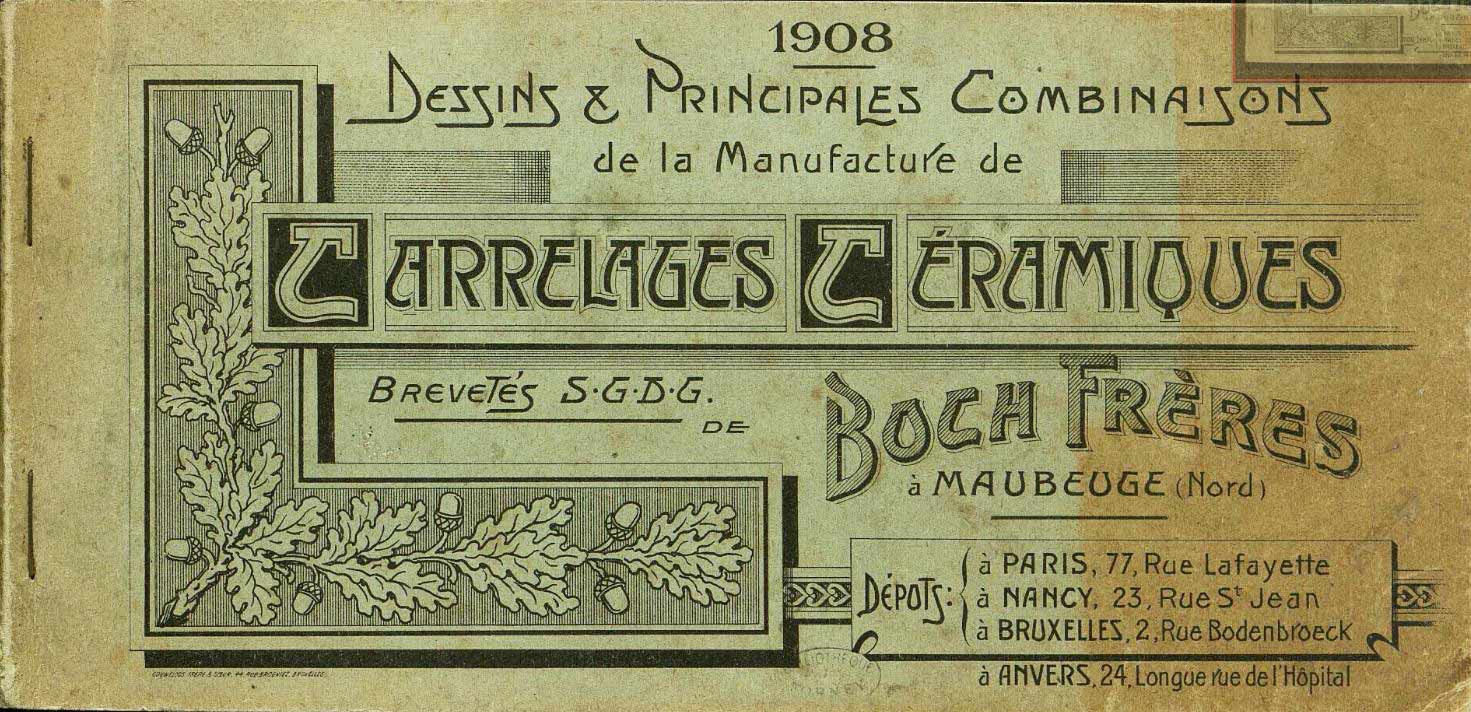 1908
DESSINS & PRINCIPALES COMBINAISONS
de la Manufacture de
CARRELAGES CÉRAMIQUES
BREVETÉS S·G·D·G.
DE
BOCH FRÈRES
à MAUBEUGE (Nord)
DÉPOTS:
à PARIS, 77, Rue Lafayette
à NANCY, 23, Rue St Jean
à BRUXELLES, 2, Rue Bodenbroeck
à ANVERS, 24, Longue rue de l'Hôpital